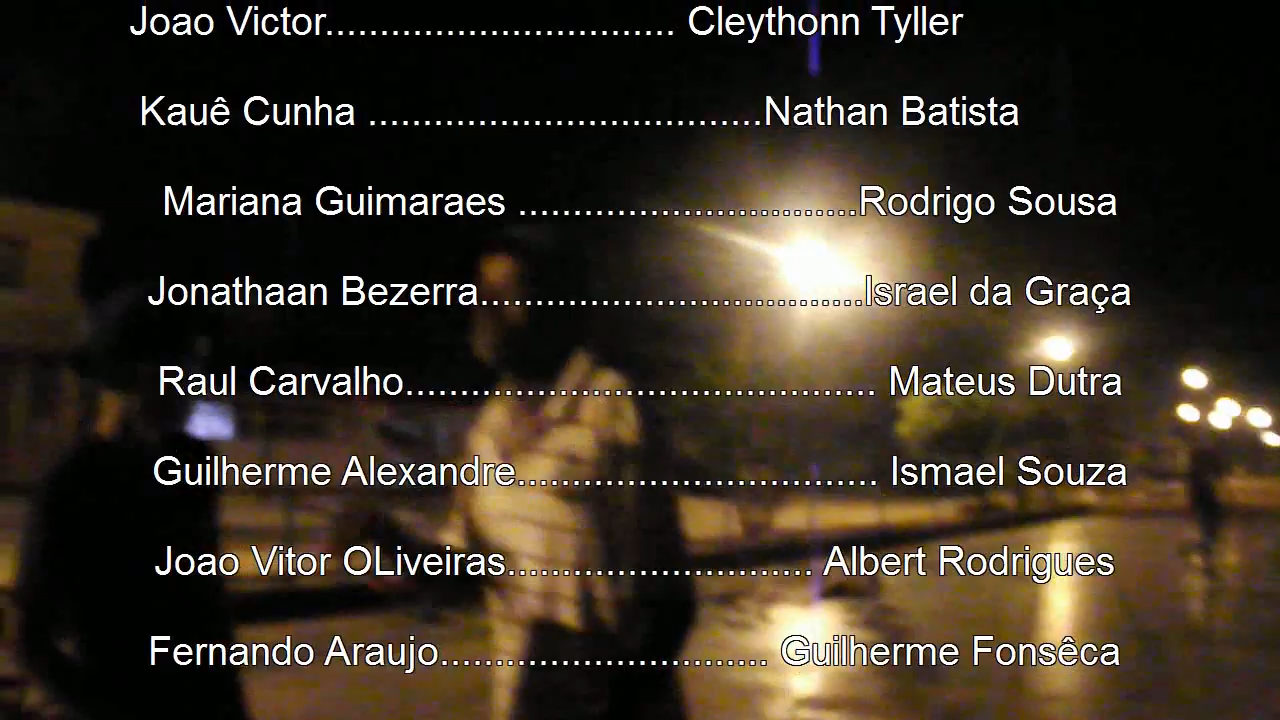 Joao Victor................................ Cleythonn Tyller
Kauê Cunha ....................................Nathan Batista
Mariana Guimaraes ...............................Rodrigo Sousa
Jonathaan Bezerra...................................Israel da Graça
Raul Carvalho........................................... Mateus Dutra
Guilherme Alexandre................................. Ismael Souza
Joao Vitor OLiveiras............................ Albert Rodrigues
Fernando Araujo.............................. Guilherme Fonsêca